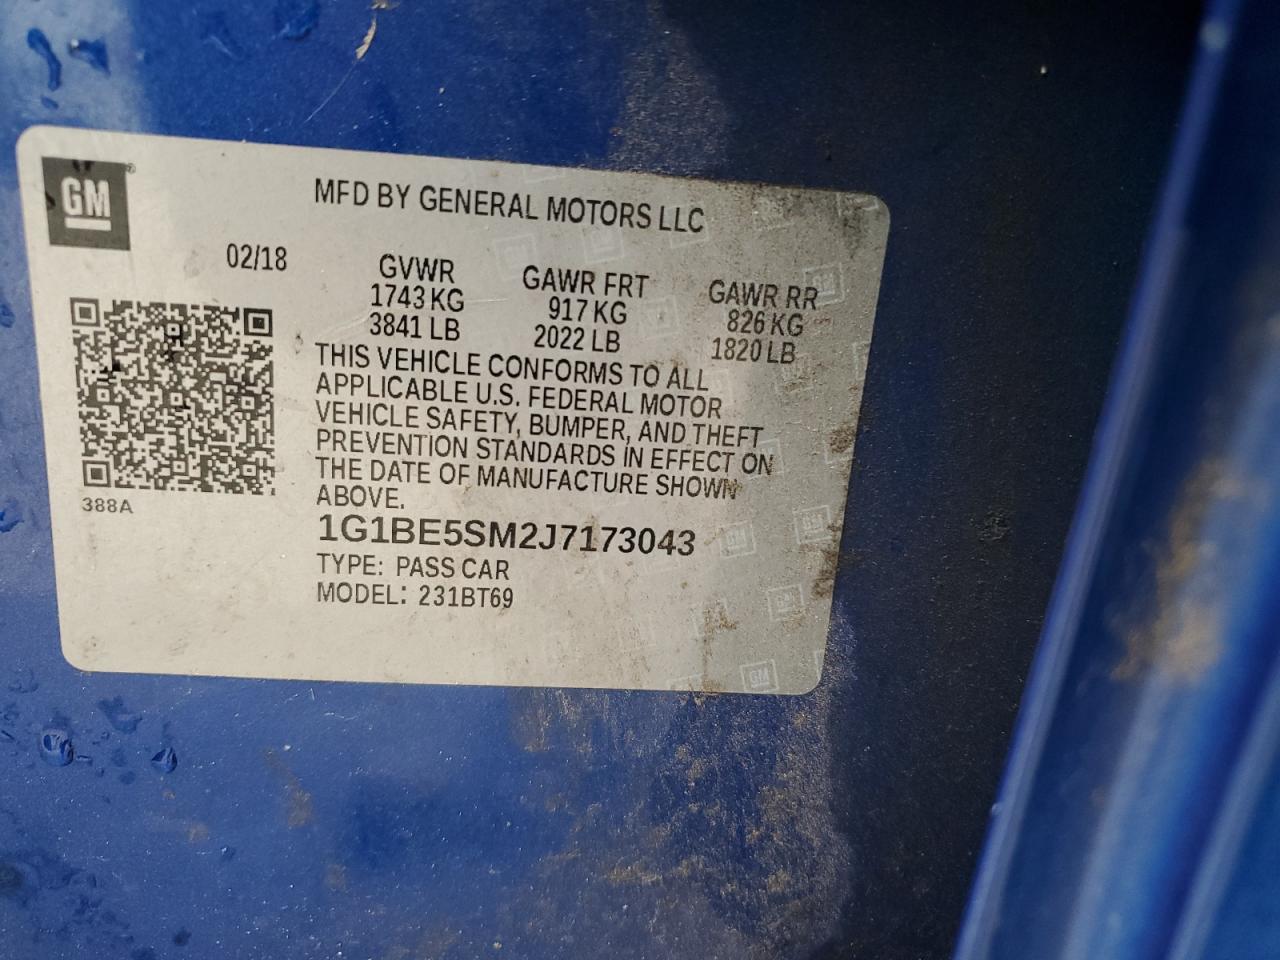 GM
MFD BY GENERAL MOTORS LLC
02/18
GVWR GAWR FRT GAWR RR
1743 KG 917 KG 826 KG
3841 LB 2022 LB 1820 LB
THIS VEHICLE CONFORMS TO ALL
APPLICABLE U.S. FEDERAL MOTOR
VEHICLE SAFETY, BUMPER, AND THEFT
PREVENTION STANDARDS IN EFFECT ON
THE DATE OF MANUFACTURE SHOWN
ABOVE.
388A
1G1BE5SM2J7173043
TYPE: PASS CAR
MODEL: 231BT69
GM